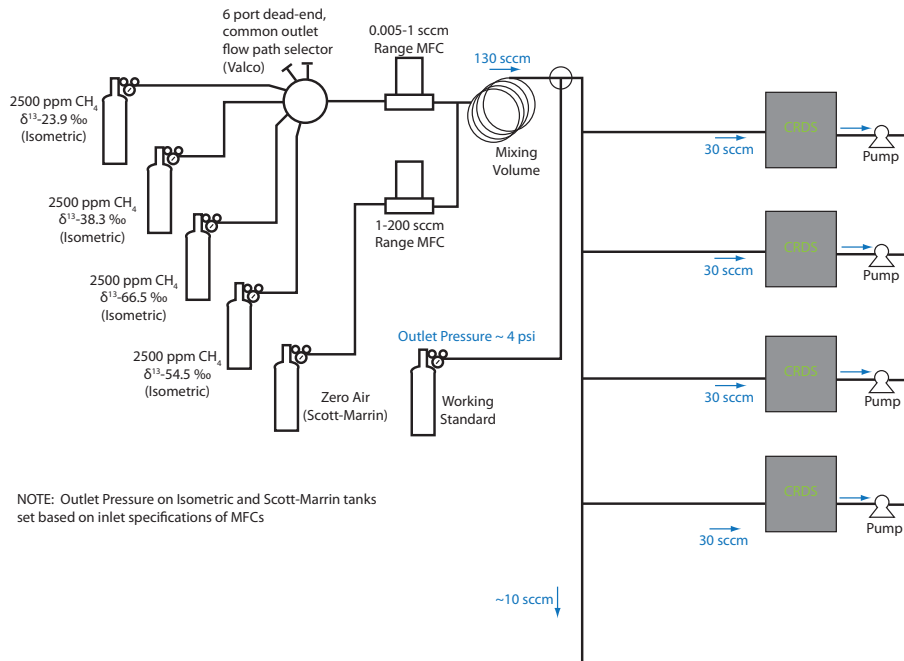 6 port dead-end,
common outlet
flow path selector
(Valco)
0.005-1 sccm
Range MFC
130 sccm
2500 ppm CH₄
δ¹³-23.9 ‰
(Isometric)
Mixing
Volume
CRDS
30 sccm
Pump
2500 ppm CH₄
δ¹³-38.3 ‰
(Isometric)
1-200 sccm
Range MFC
CRDS
30 sccm
Pump
2500 ppm CH₄
δ¹³-66.5 ‰
(Isometric)
2500 ppm CH₄
δ¹³-54.5 ‰
(Isometric)
Outlet Pressure ~ 4 psi
Zero Air
(Scott-Marrin)
Working
Standard
CRDS
30 sccm
Pump
NOTE: Outlet Pressure on Isometric and Scott-Marrin tanks
set based on inlet specifications of MFCs
CRDS
30 sccm
Pump
~10 sccm